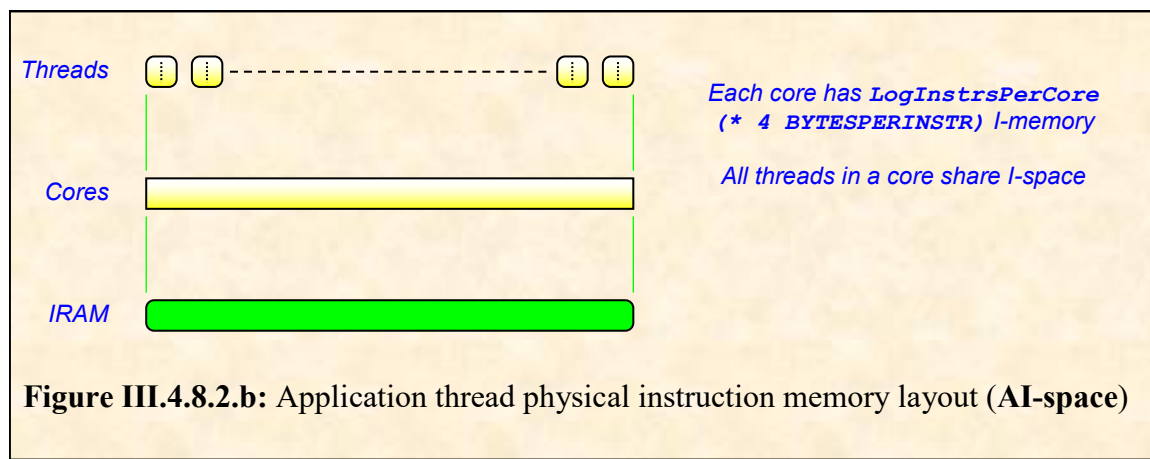 Threads
Each core has LogInstrsPerCore
(* 4 BYTESPERINSTR) I-memory
All threads in a core share I-space
Cores
IRAM
Figure III.4.8.2.b: Application thread physical instruction memory layout (AI-space)